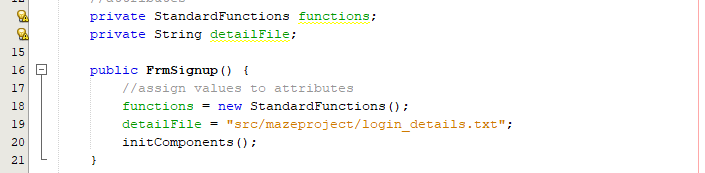 //attributes
private StandardFunctions functions;
private String detailFile;
15
16 public FrmSignup() {
17 //assign values to attributes
18 functions = new StandardFunctions();
19 detailFile = "src/mazeproject/login_details.txt";
20 initComponents();
21 }